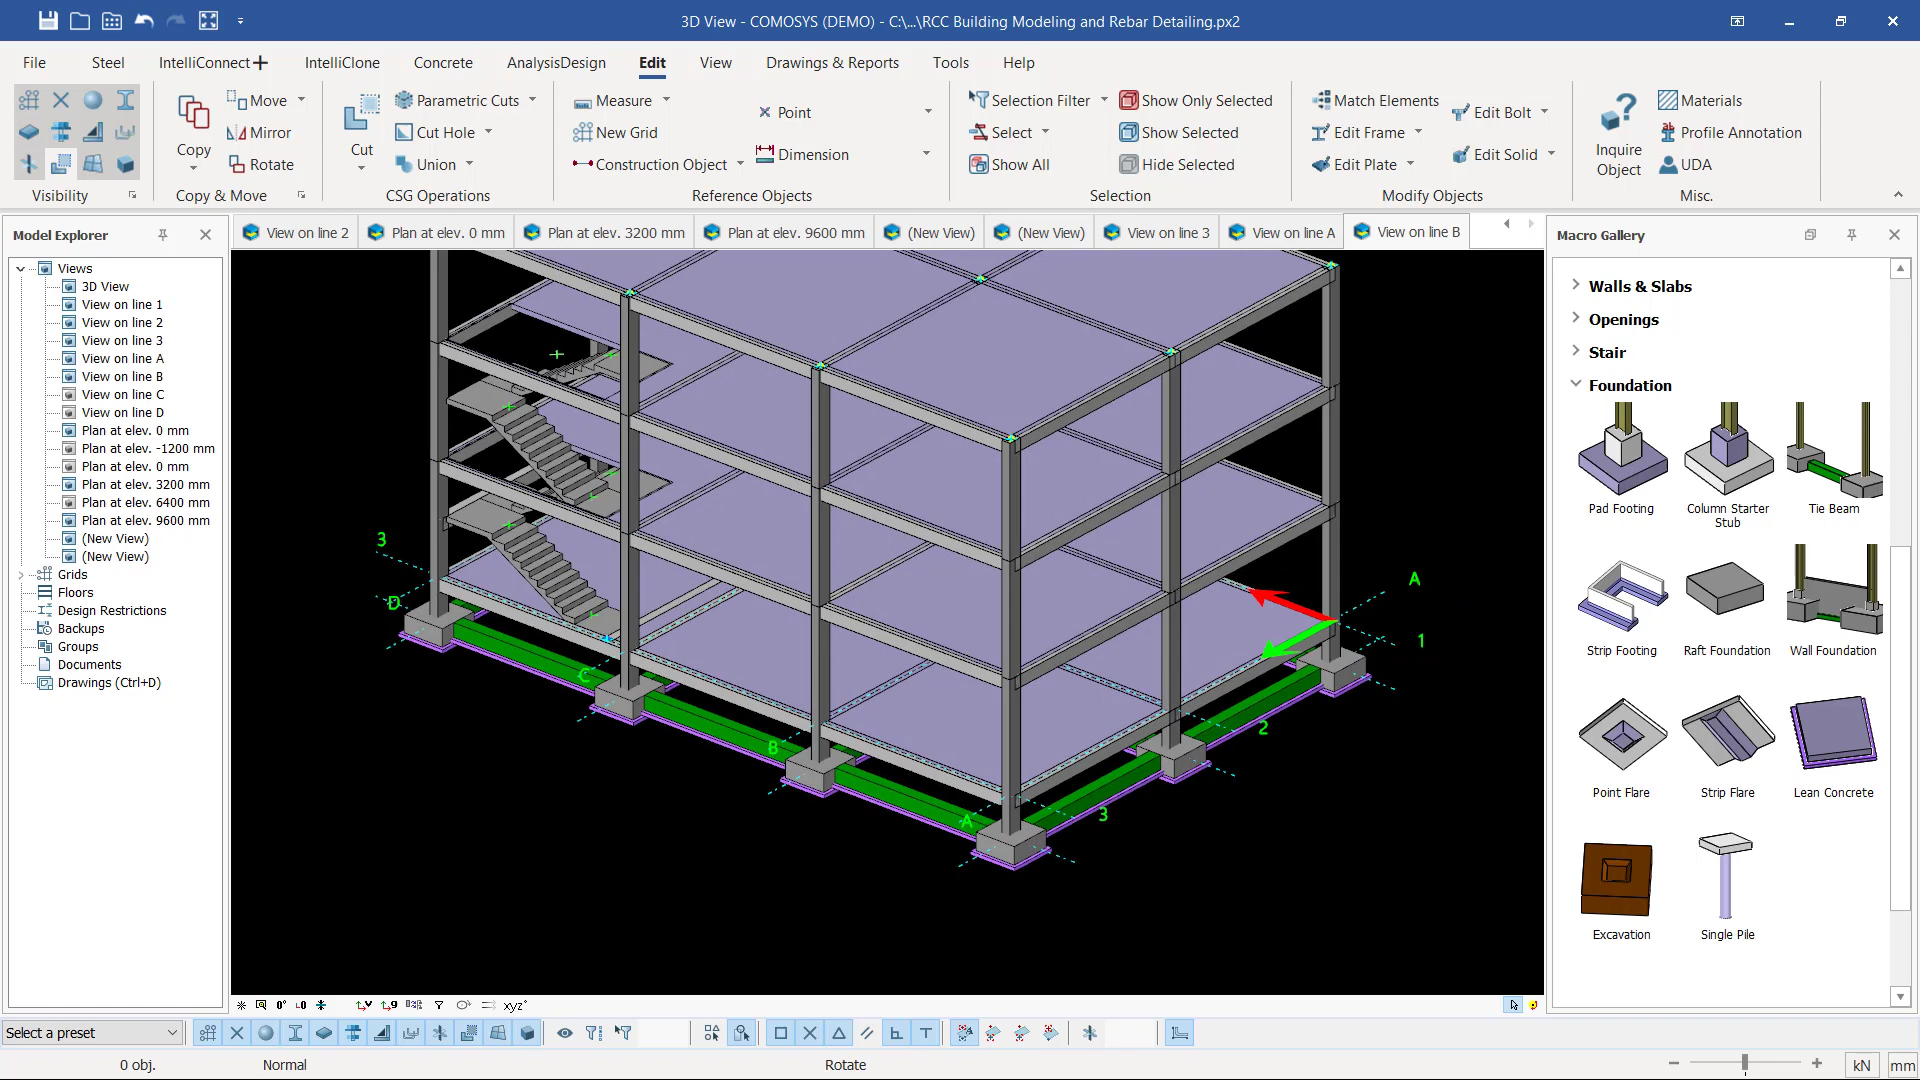 3D View - COMOSYS (DEMO) - C:\...\RCC Building Modeling and Rebar Detailing.px2
File Steel IntelliConnect IntelliClone Concrete AnalysisDesign Edit View Drawings & Reports Tools Help
Visibility
Copy
Move
Mirror
Rotate
Copy & Move
Cut
Parametric Cuts
Cut Hole
Union
CSG Operations
Measure
New Grid
Construction Object
Point
Dimension
Reference Objects
Selection Filter
Select
Show All
Show Only Selected
Show Selected
Hide Selected
Selection
Match Elements
Edit Frame
Edit Plate
Edit Bolt
Edit Solid
Modify Objects
Inquire
Object
Materials
Profile Annotation
UDA
Misc.
Model Explorer
Views
3D View
View on line 1
View on line 2
View on line 3
View on line A
View on line B
View on line C
View on line D
Plan at elev. 0 mm
Plan at elev. -1200 mm
Plan at elev. 0 mm
Plan at elev. 3200 mm
Plan at elev. 6400 mm
Plan at elev. 9600 mm
(New View)
(New View)
Grids
Floors
Design Restrictions
Backups
Groups
Documents
Drawings (Ctrl+D)
View on line 2 Plan at elev. 0 mm Plan at elev. 3200 mm Plan at elev. 9600 mm (New View) (New View) View on line 3 View on line A View on line B
3
D
C
B
A
3
2
1
A
Macro Gallery
Walls & Slabs
Openings
Stair
Foundation
Pad Footing
Column Starter
Stub
Tie Beam
Strip Footing
Raft Foundation
Wall Foundation
Point Flare
Strip Flare
Lean Concrete
Excavation
Single Pile
xyz
Select a preset
0 obj. Normal Rotate kN mm